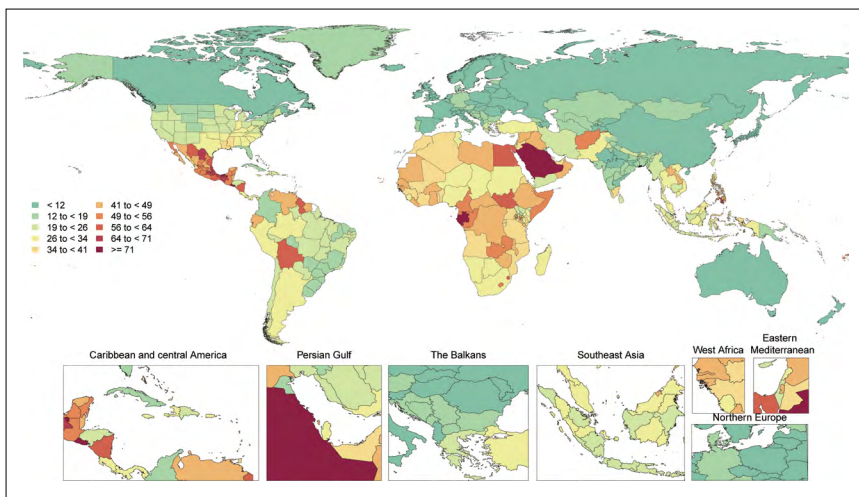 < 12
12 to < 19
19 to < 26
26 to < 34
34 to < 41
41 to < 49
49 to < 56
56 to < 64
64 to < 71
>= 71
Caribbean and central America
Persian Gulf
The Balkans
Southeast Asia
West Africa
Eastern
Mediterranean
Northern Europe